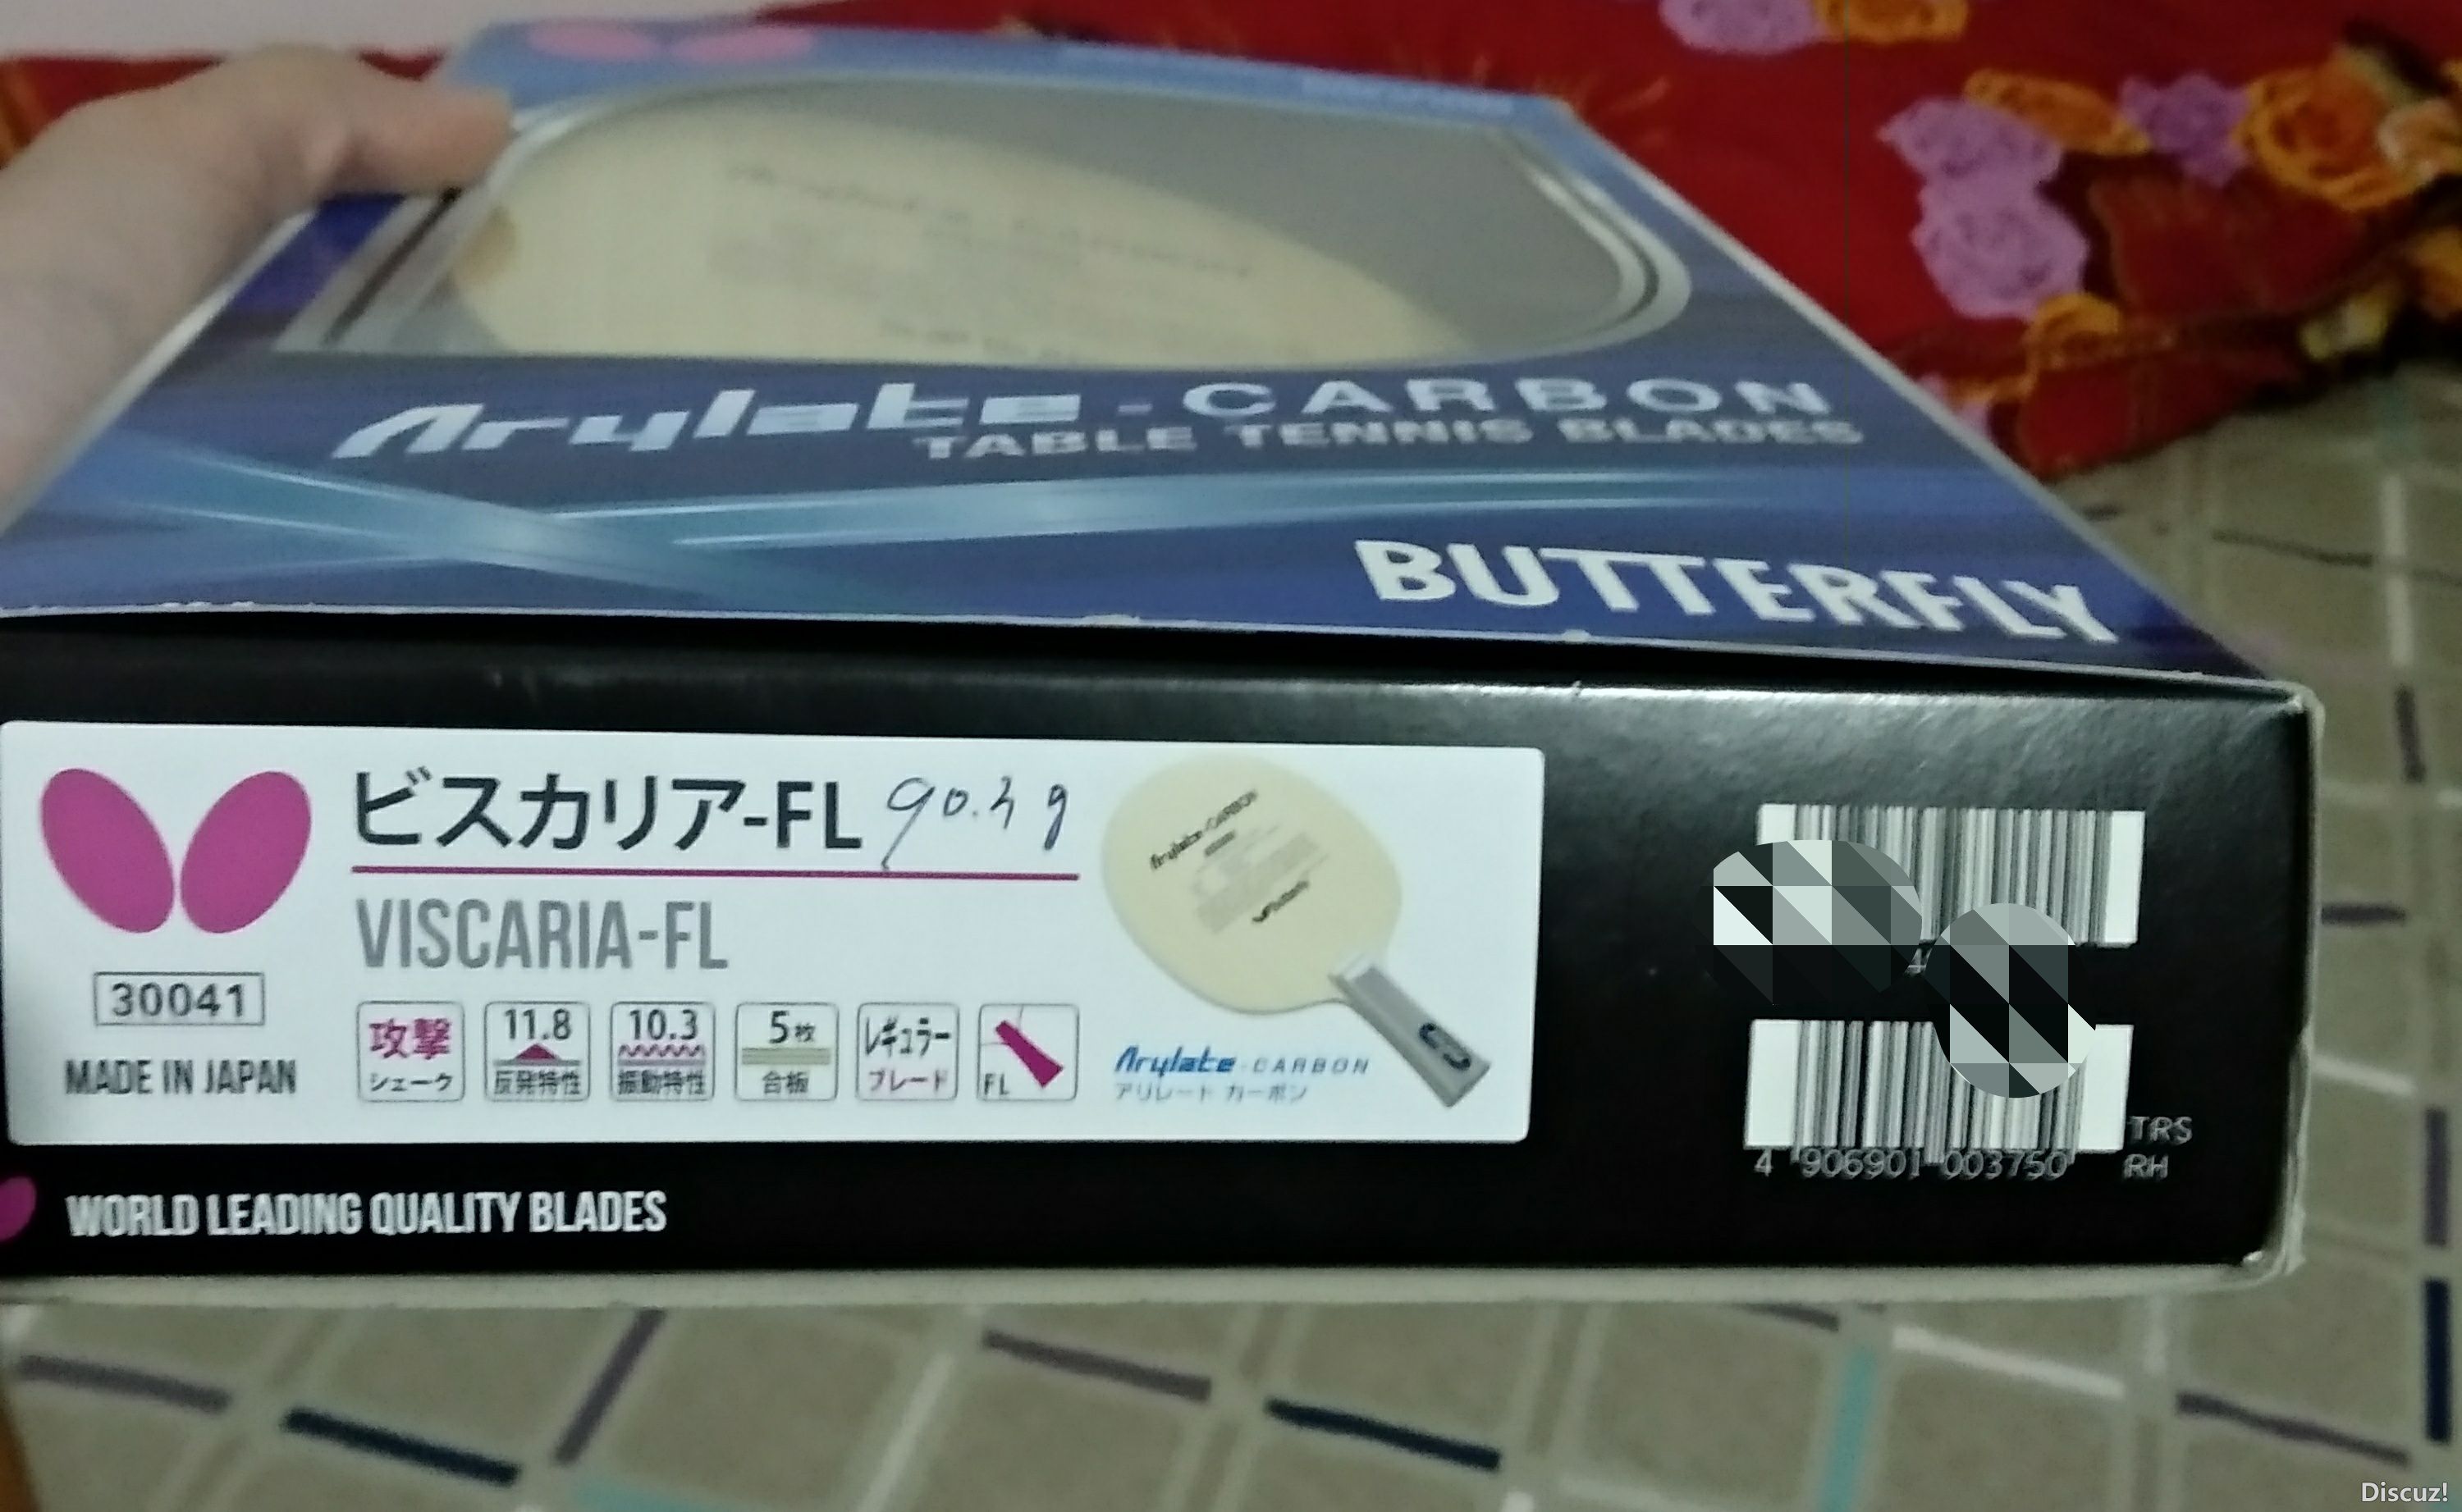 Arylate-CARBON
TABLE TENNIS BLADES
BUTTERFLY
ビスカリア-FL
VISCARIA-FL
30041
MADE IN JAPAN
攻撃
シェーク
11.8
反発特性
10.3
振動特性
5枚
合板
レギュラー
ブレード
FL
Arylate-CARBON
Arylate-CARBON
アリレート カーボン
4 906901 003750
TRS
RH
WORLD LEADING QUALITY BLADES
Discuz!